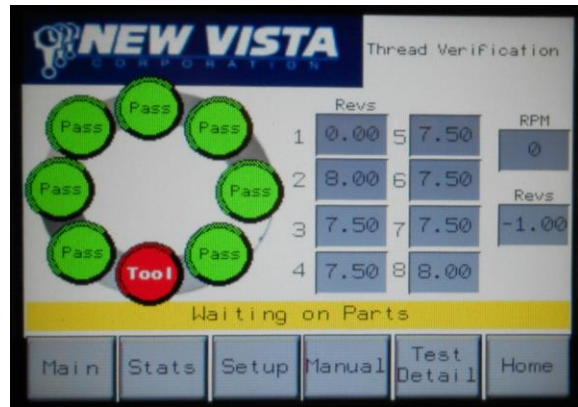 NEW VISTA
CORPORATION
Thread Verification
Pass
Pass
Pass
Pass
Pass
Pass
Pass
Tool
Revs
1 0.00 5 7.50
2 8.00 6 7.50
3 7.50 7 7.50
4 7.50 8 8.00
RPM
0
Revs
-1.00
Waiting on Parts
Main
Stats
Setup
Manual
Test
Detail
Home